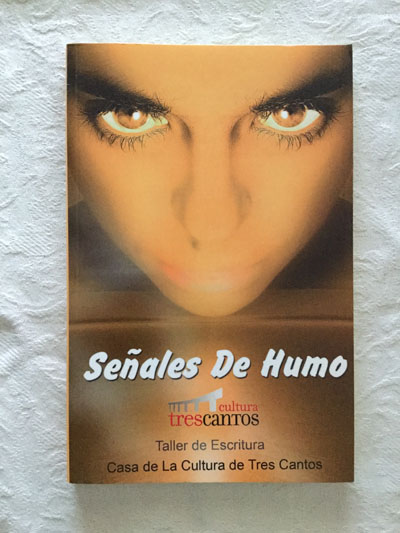 Señales De Humo
cultura
trescantos
Taller de Escritura
Casa de La Cultura de Tres Cantos